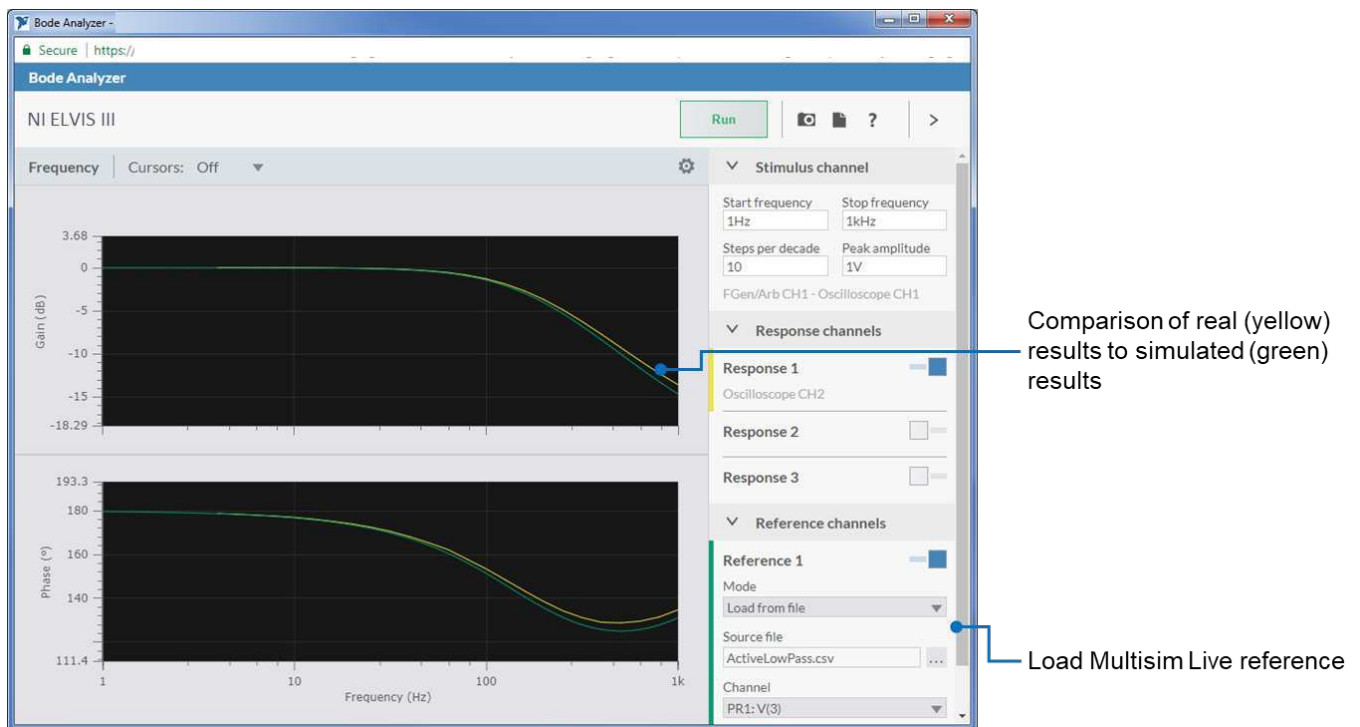 Bode Analyzer -
Secure | https://
Bode Analyzer
NI ELVIS III
Run
?
>
Frequency
Cursors: Off
3.68
0
-5
-10
-15
-18.29
Gain (dB)
193.3
180
160
140
111.4
Phase (º)
1
10
100
1k
Frequency (Hz)
Stimulus channel
Start frequency Stop frequency
1Hz 1kHz
Steps per decade Peak amplitude
10 1V
FGen/Arb CH1 - Oscilloscope CH1
Response channels
Response 1
Oscilloscope CH2
Response 2
Response 3
Reference channels
Reference 1
Mode
Load from file
Source file
ActiveLowPass.csv ...
Channel
PR1: V(3)
Comparison of real (yellow)
results to simulated (green)
results
Load Multisim Live reference